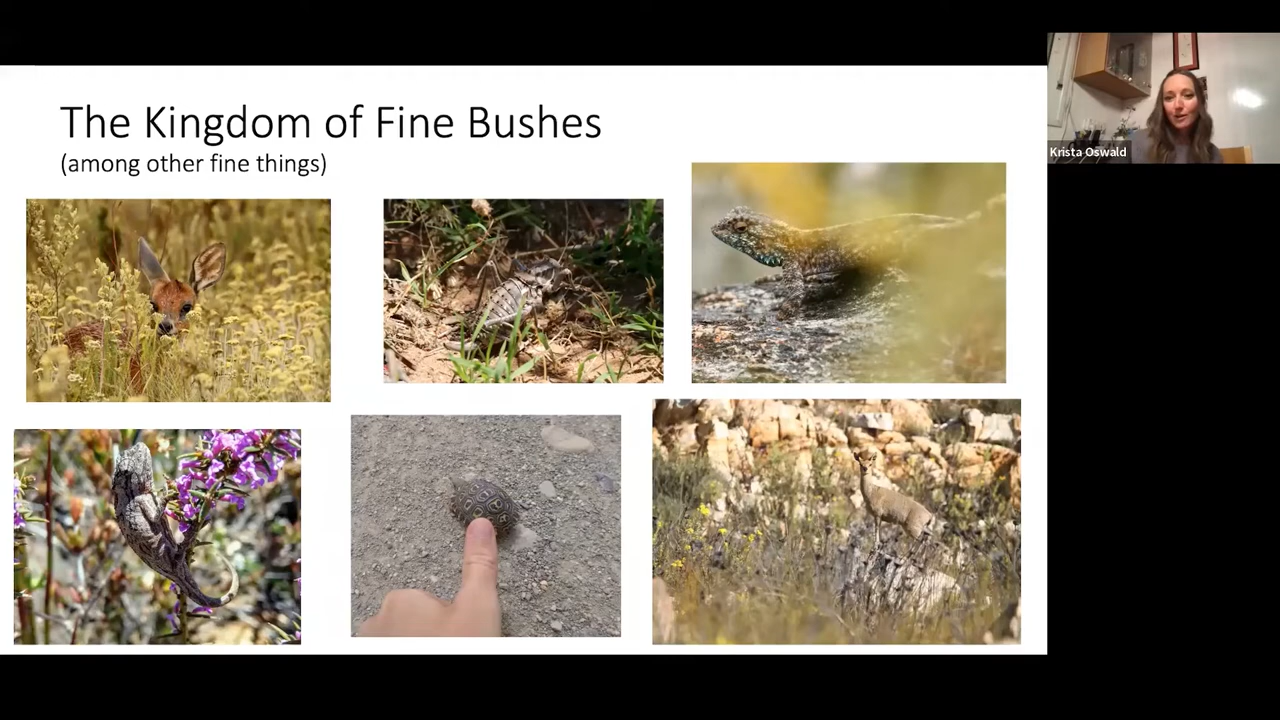 The Kingdom of Fine Bushes
(among other fine things)
Krista Oswald